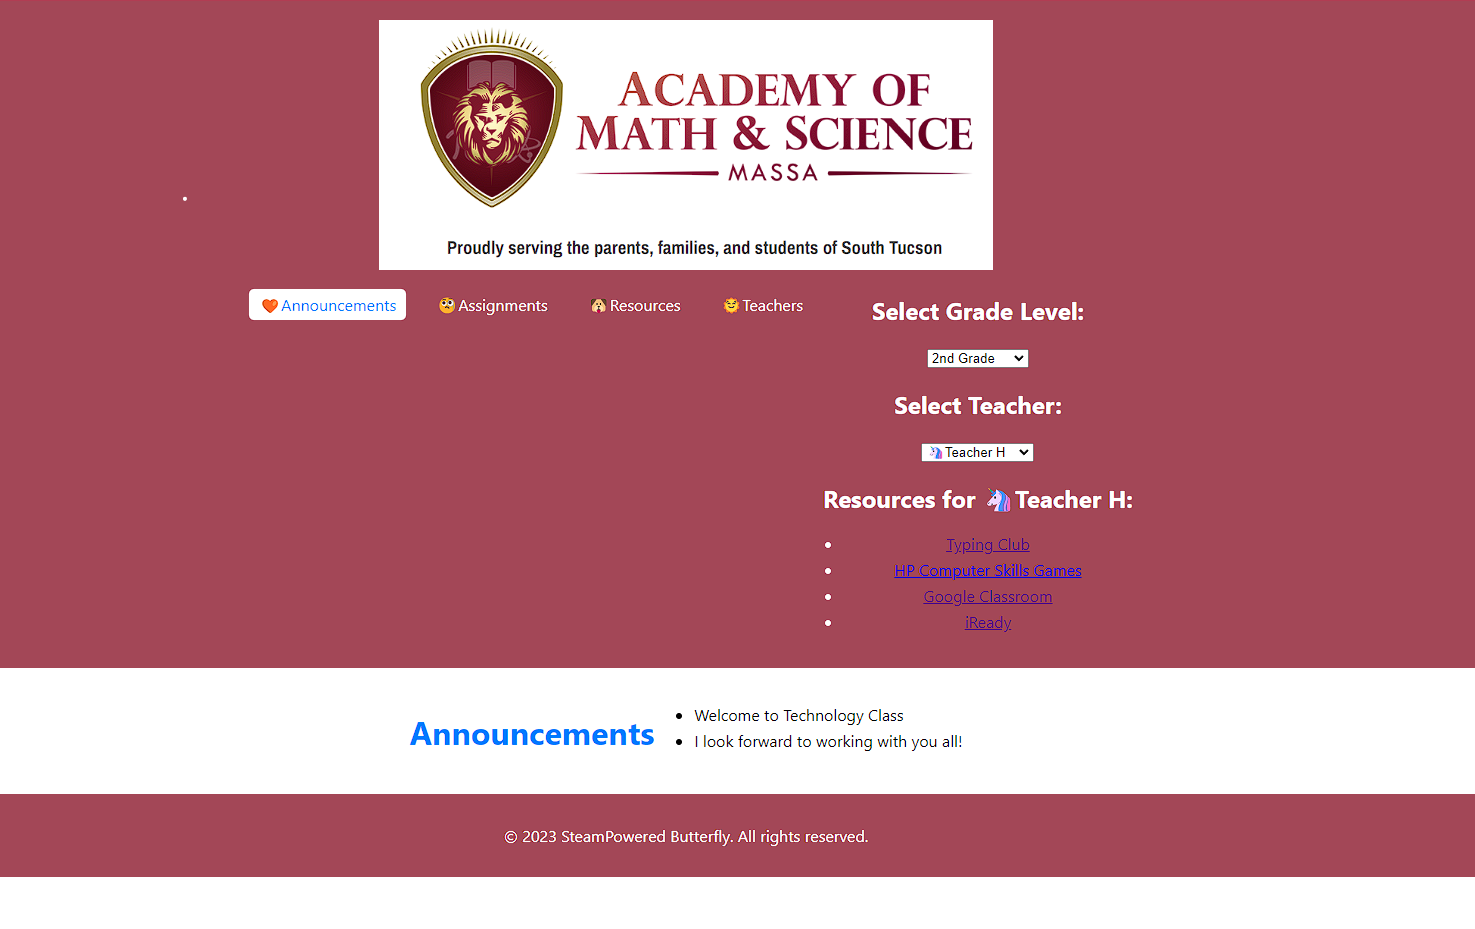 ACADEMY OF
MATH & SCIENCE
MASSA
Proudly serving the parents, families, and students of South Tucson
❤️Announcements 🤔Assignments 🙈Resources 🌞Teachers
Select Grade Level:
2nd Grade
Select Teacher:
🦄Teacher H
Resources for 🦄Teacher H:
• Typing Club
• HP Computer Skills Games
• Google Classroom
• iReady
Announcements
• Welcome to Technology Class
• I look forward to working with you all!
© 2023 SteamPowered Butterfly. All rights reserved.